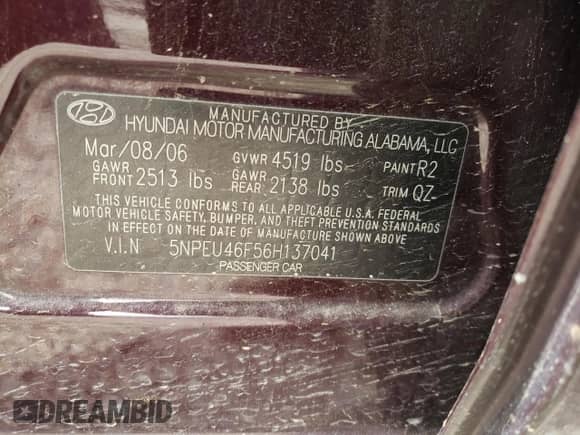 MANUFACTURED BY
HYUNDAI MOTOR MANUFACTURING ALABAMA, LLC
Mar/08/06 GVWR 4519 lbs PAINT R2
GAWR FRONT 2513 lbs GAWR REAR 2138 lbs TRIM QZ
THIS VEHICLE CONFORMS TO ALL APPLICABLE U.S.A. FEDERAL
MOTOR VEHICLE SAFETY, BUMPER, AND THEFT PREVENTION STANDARDS
IN EFFECT ON THE DATE OF MANUFACTURE SHOWN ABOVE.
V.I.N 5NPEU46F56H137041
PASSENGER CAR
DREAMBID